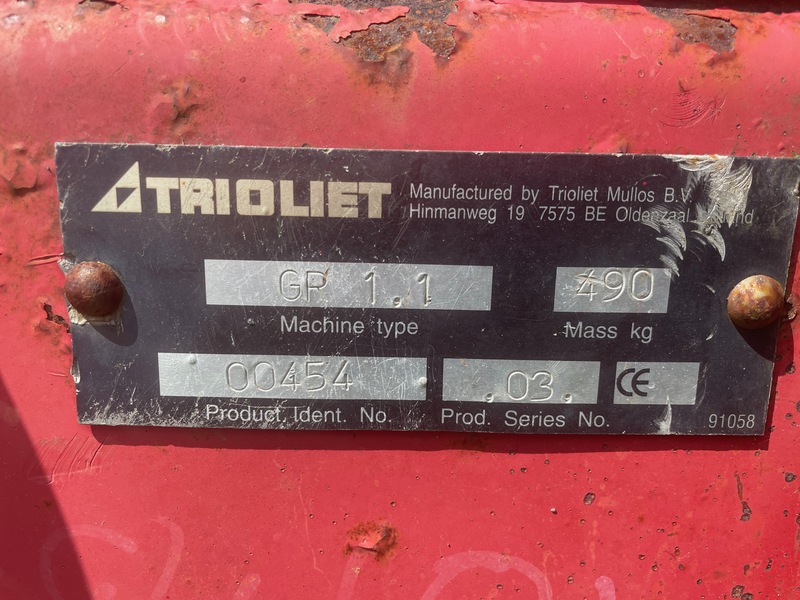 TRIOLIET
Manufactured by Trioliet Mullos B.V.
Hinmanweg 19 7575 BE Oldenzaal
GP 1.1
490
Machine type
Mass kg
00454
.03.
CE
Product Ident. No.
Prod. Series No.
91058